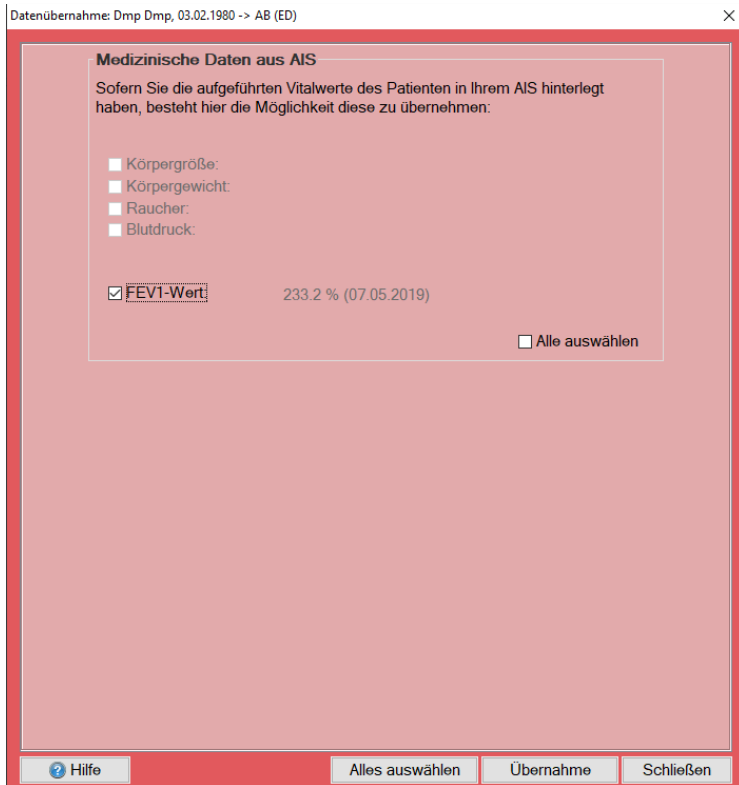 Datenübernahme: Dmp Dmp, 03.02.1980 -> AB (ED)
Medizinische Daten aus AIS
Sofern Sie die aufgeführten Vitalwerte des Patienten in Ihrem AIS hinterlegt
haben, besteht hier die Möglichkeit diese zu übernehmen:
Körpergröße:
Körpergewicht:
Raucher:
Blutdruck:
FEV1-Wert: 233.2 % (07.05.2019)
Alle auswählen
Hilfe Alles auswählen Übernahme Schließen